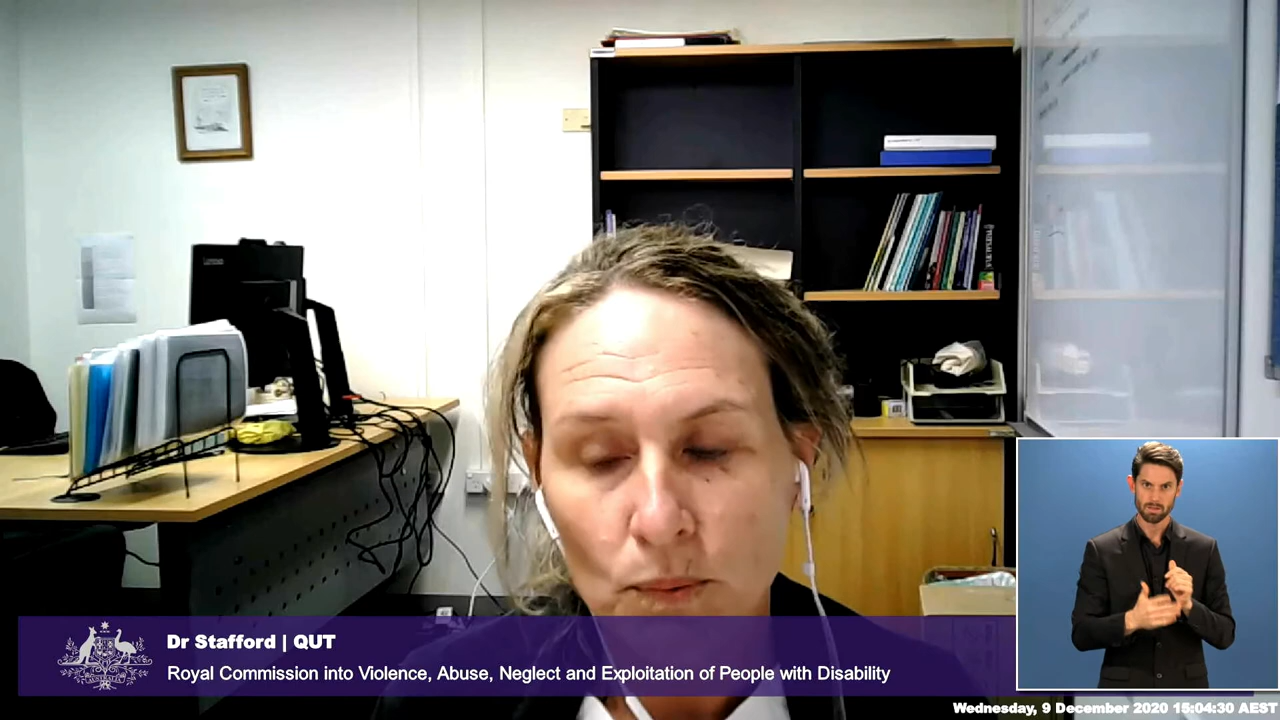 Lenovo
Dr Stafford | QUT
Royal Commission into Violence, Abuse, Neglect and Exploitation of People with Disability
Wednesday, 9 December 2020 15:04:30 AEST